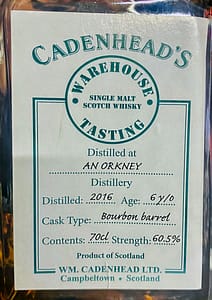 CADENHEAD'S
WAREHOUSE
SINGLE MALT
SCOTCH WHISKY
TASTING
Distilled at
AN ORKNEY
Distillery
Distilled: 2016 Age: 6 y/o
Cask Type: Bourbon barrel
Contents: 70cl Strength: 60.5%
Product of Scotland
WM. CADENHEAD LTD.
Campbeltown • Scotland